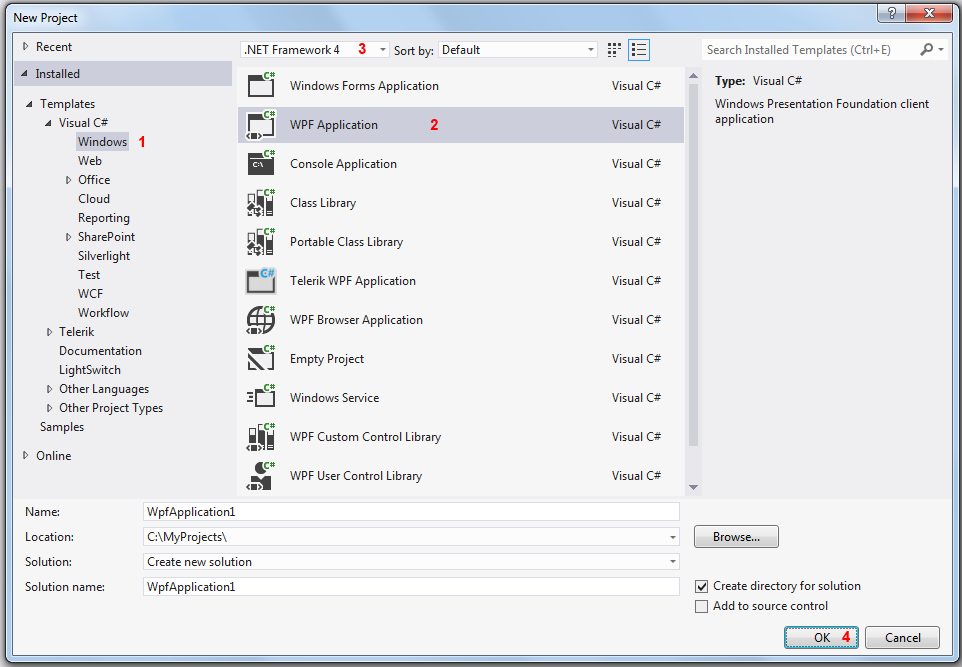 New Project
?
Recent
.NET Framework 4 3 Sort by: Default
Search Installed Templates (Ctrl+E)
Installed
Templates
Visual C#
Windows 1
Web
Office
Cloud
Reporting
SharePoint
Silverlight
Test
WCF
Workflow
Telerik
Documentation
LightSwitch
Other Languages
Other Project Types
Samples
Online
C# Windows Forms Application Visual C#
C# WPF Application 2 Visual C#
C# C:\ Console Application Visual C#
C# Class Library Visual C#
C# Portable Class Library Visual C#
C# Telerik WPF Application Visual C#
C# WPF Browser Application Visual C#
C# Empty Project Visual C#
C# Windows Service Visual C#
C# WPF Custom Control Library Visual C#
C# WPF User Control Library Visual C#
Type: Visual C#
Windows Presentation Foundation client
application
Name: WpfApplication1
Location: C:\MyProjects\ Browse...
Solution: Create new solution
Solution name: WpfApplication1
Create directory for solution
Add to source control
OK 4 Cancel